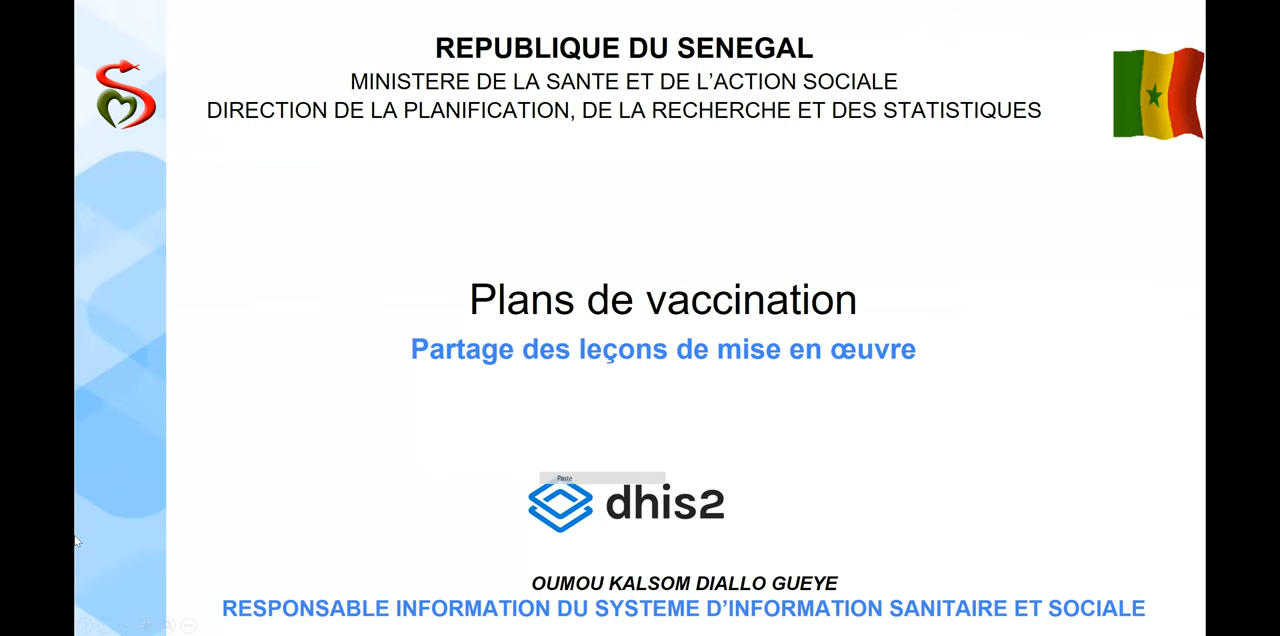 REPUBLIQUE DU SENEGAL
MINISTERE DE LA SANTE ET DE L'ACTION SOCIALE
DIRECTION DE LA PLANIFICATION, DE LA RECHERCHE ET DES STATISTIQUES
Plans de vaccination
Partage des leçons de mise en œuvre
Paste
dhis2
OUMOU KALSOM DIALLO GUEYE
RESPONSABLE INFORMATION DU SYSTEME D'INFORMATION SANITAIRE ET SOCIALE